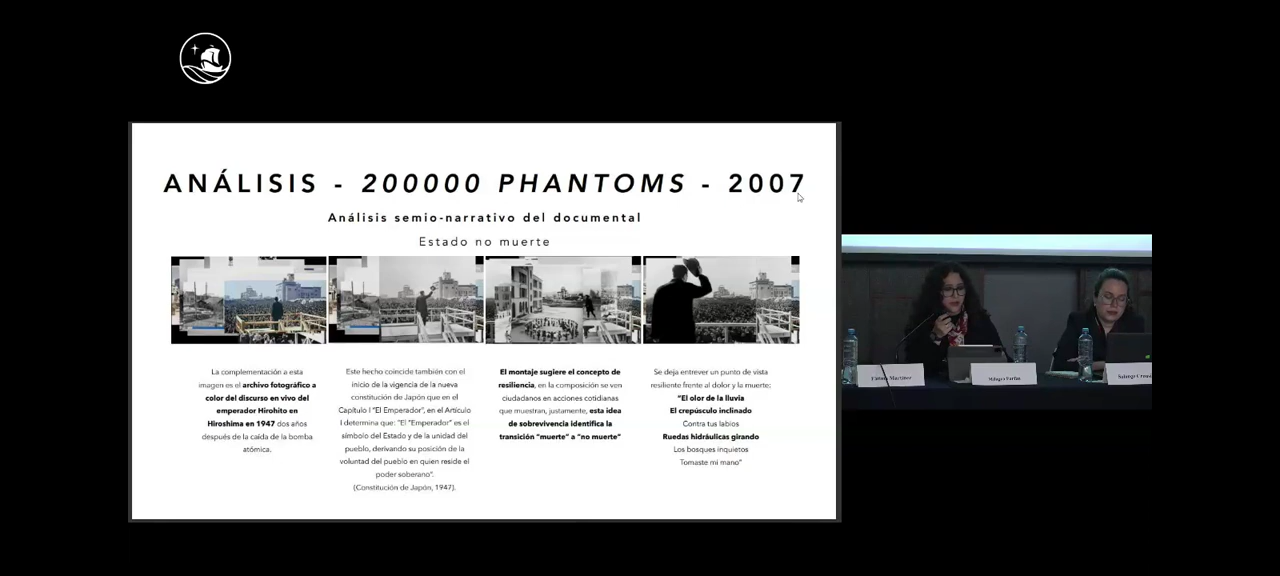 ANÁLISIS - 200000 PHANTOMS - 2007
Análisis semio-narrativo del documental
Estado no muerte
La complementación a esta
imagen es el archivo fotográfico a
color del discurso en vivo del
emperador Hirohito en
Hiroshima en 1947 dos años
después de la caída de la bomba
atómica.
Este hecho coincide también con el
inicio de la vigencia de la nueva
constitución de Japón que en el
Capítulo I "El Emperador", en el Artículo
I determina que: "El "Emperador" es el
símbolo del Estado y de la unidad del
pueblo, derivando su posición de la
voluntad del pueblo en quien reside el
poder soberano".
(Constitución de Japón, 1947).
El montaje sugiere el concepto de
resiliencia, en la composición se ven
ciudadanos en acciones cotidianas
que muestran, justamente, esta idea
de sobrevivencia identifica la
transición "muerte" a "no muerte"
Se deja entrever un punto de vista
resiliente frente al dolor y la muerte:
"El olor de la lluvia
El crepúsculo inclinado
Contra tus labios
Ruedas hidráulicas girando
Los bosques inquietos
Tomaste mi mano"
Martínez
Milagro Farfán